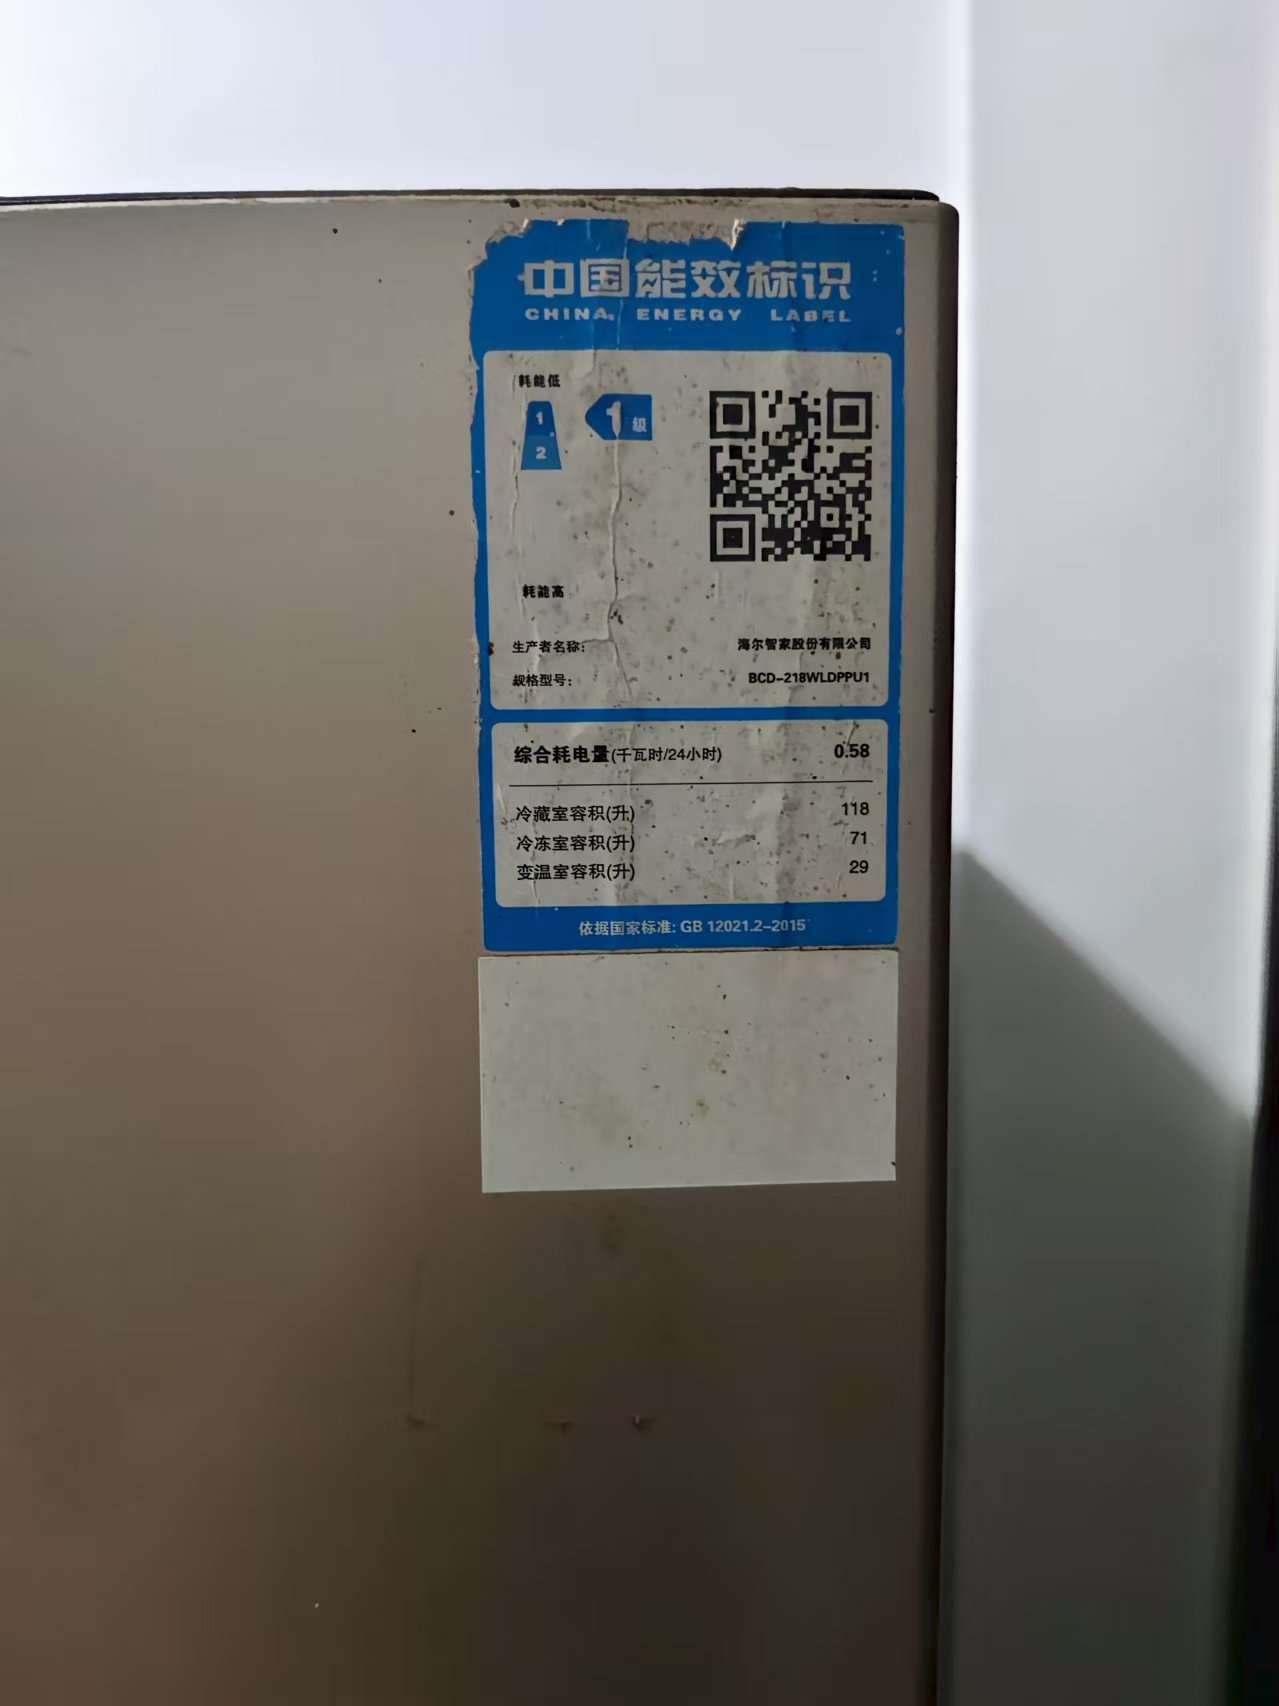 中国能效标识
CHINA ENERGY LABEL
耗能低
1
1级
2
耗能高
生产者名称: 海尔智家股份有限公司
规格型号: BCD-218WLDPPU1
综合耗电量(千瓦时/24小时) 0.58
冷藏室容积(升) 118
冷冻室容积(升) 71
变温室容积(升) 29
依据国家标准: GB 12021.2-2015